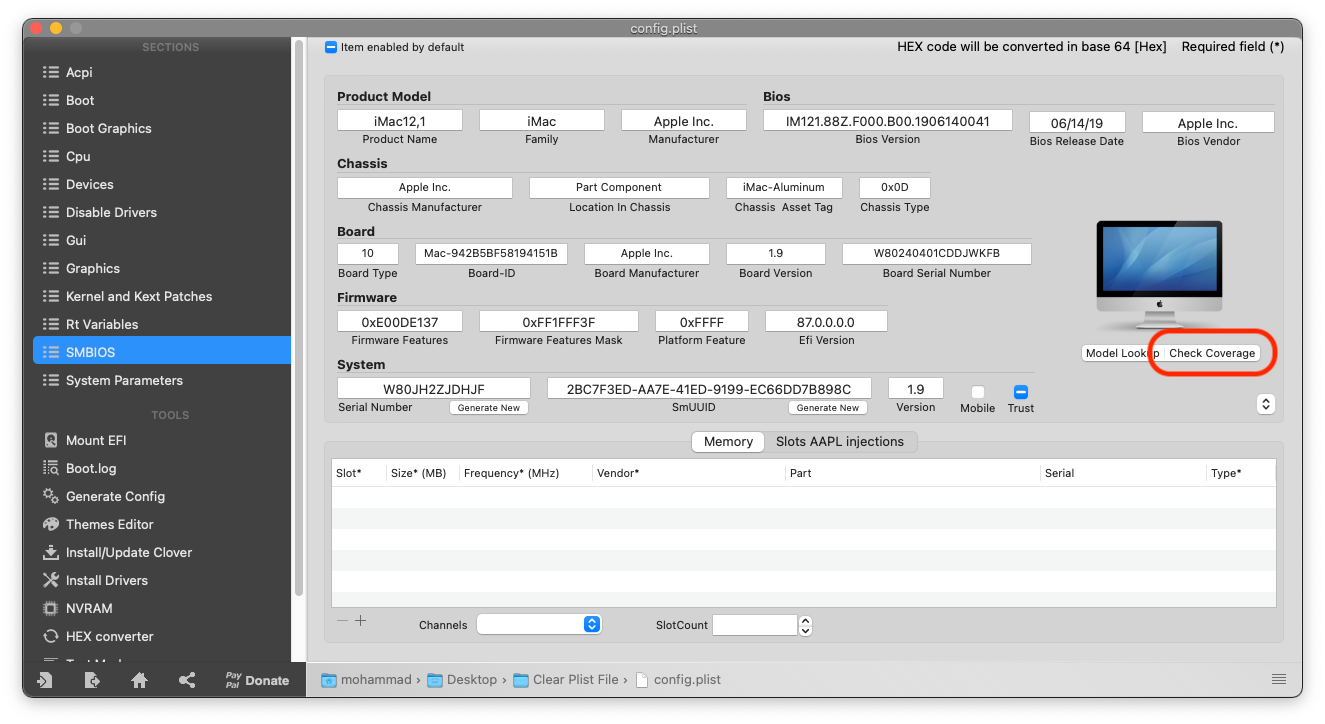 config.plist
SECTIONS
Acpi
Boot
Boot Graphics
Cpu
Devices
Disable Drivers
Gui
Graphics
Kernel and Kext Patches
Rt Variables
SMBIOS
System Parameters
TOOLS
Mount EFI
Boot.log
Generate Config
Themes Editor
Install/Update Clover
Install Drivers
NVRAM
HEX converter
PayPal Donate
Item enabled by default
HEX code will be converted in base 64 [Hex] Required field (*)
Product Model
Bios
iMac12,1 iMac Apple Inc. IM121.88Z.F000.B00.1906140041 06/14/19 Apple Inc.
Product Name Family Manufacturer Bios Version Bios Release Date Bios Vendor
Chassis
Apple Inc. Part Component iMac-Aluminum 0x0D
Chassis Manufacturer Location In Chassis Chassis Asset Tag Chassis Type
Board
10 Mac-942B5BF58194151B Apple Inc. 1.9 W80240401CDDJWKFB
Board Type Board-ID Board Manufacturer Board Version Board Serial Number
Firmware
0xE00DE137 0xFF1FFF3F 0xFFFF 87.0.0.0.0
Firmware Features Firmware Features Mask Platform Feature Efi Version
Model Lookup Check Coverage
System
W80JH2ZJDHJF 2BC7F3ED-AA7E-41ED-9199-EC66DD7B898C 1.9
Serial Number Generate New SmUUID Generate New Version Mobile Trust
Memory Slots AAPL injections
Slot* Size* (MB) Frequency* (MHz) Vendor* Part Serial Type*
Channels SlotCount
mohammad › Desktop › Clear Plist File › config.plist